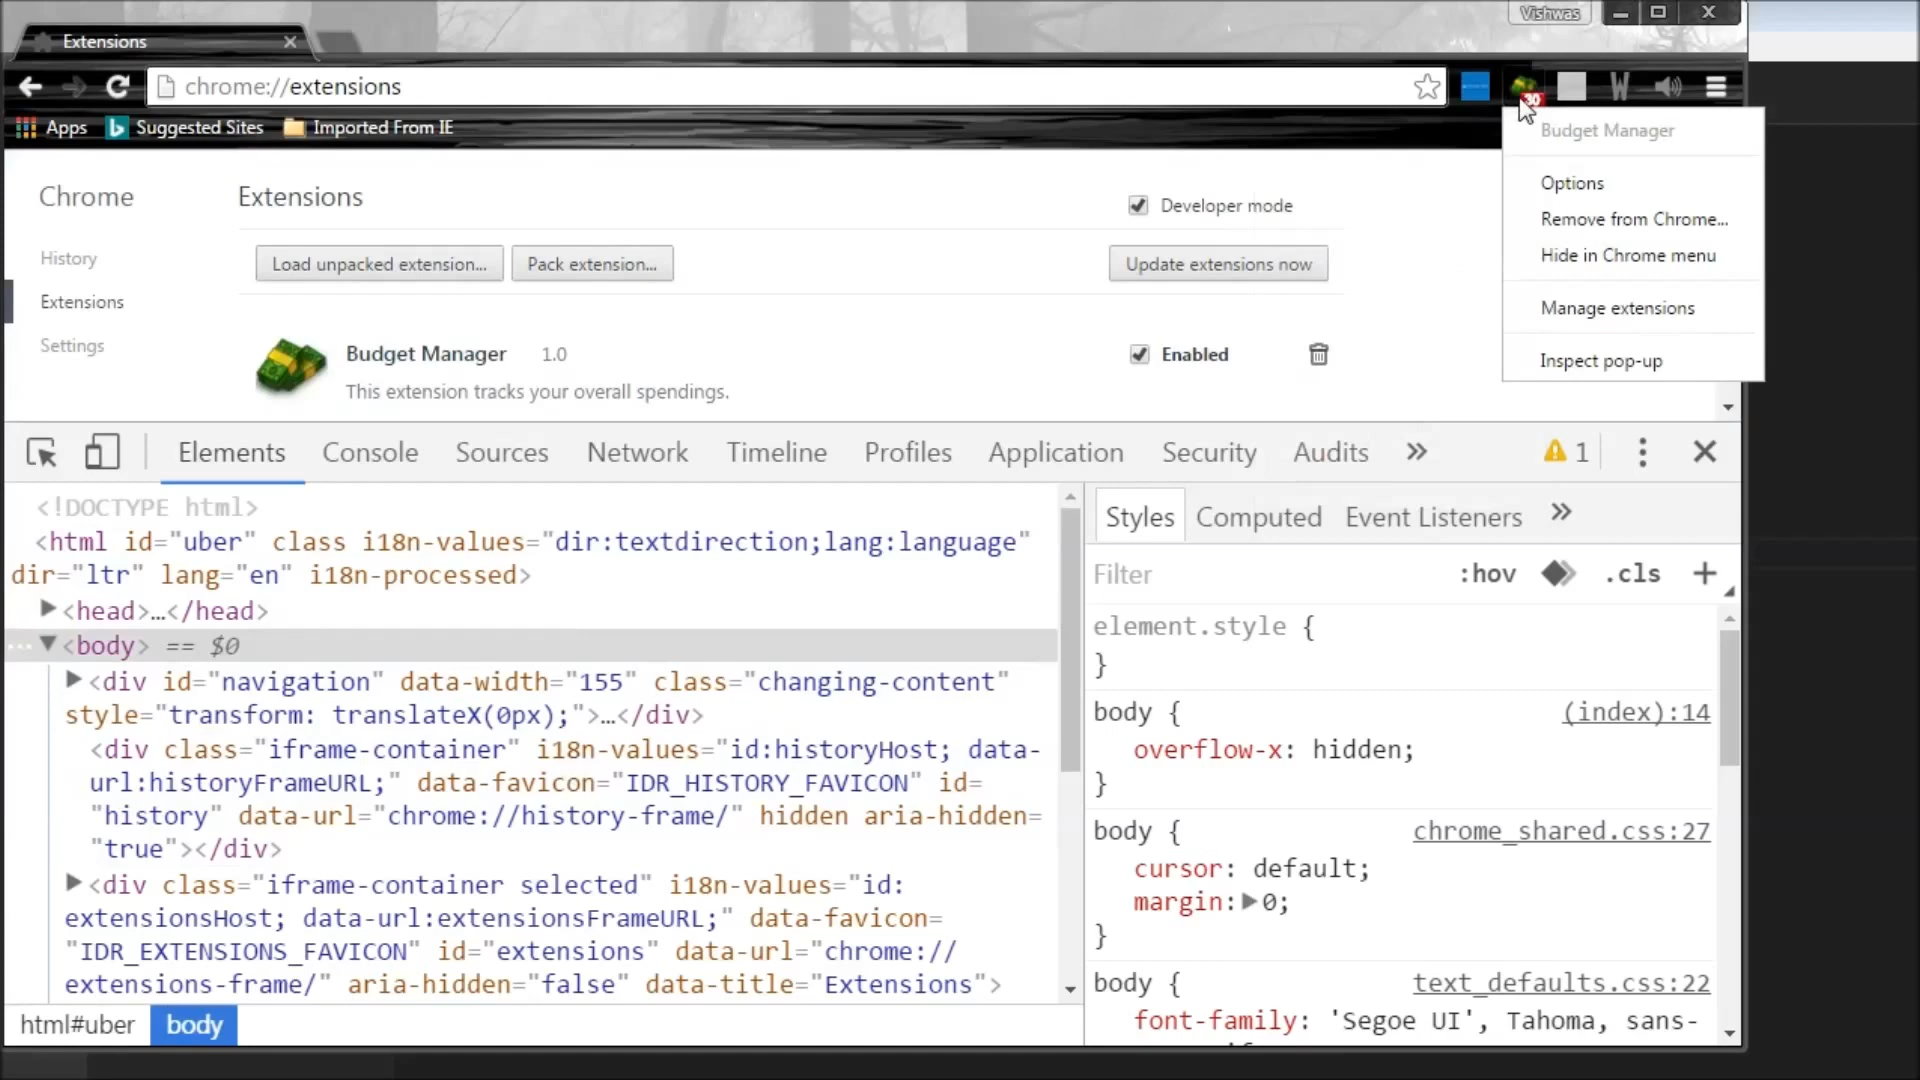 Vishwas
Extensions
chrome://extensions
30
Apps
Suggested Sites
Imported From IE
Budget Manager
Options
Remove from Chrome...
Hide in Chrome menu
Manage extensions
Inspect pop-up
Chrome
Extensions
Developer mode
History
Extensions
Settings
Load unpacked extension...
Pack extension...
Update extensions now
Budget Manager 1.0
Enabled
This extension tracks your overall spendings.
Elements Console Sources Network Timeline Profiles Application Security Audits » 1
<!DOCTYPE html>
<html id="uber" class i18n-values="dir:textdirection;lang:language"
dir="ltr" lang="en" i18n-processed>
<head>…</head>
<body> == $0
<div id="navigation" data-width="155" class="changing-content"
style="transform: translateX(0px);">…</div>
<div class="iframe-container" i18n-values="id:historyHost; data-
url:historyFrameURL;" data-favicon="IDR_HISTORY_FAVICON" id=
"history" data-url="chrome://history-frame/" hidden aria-hidden=
"true"></div>
<div class="iframe-container selected" i18n-values="id:
extensionsHost; data-url:extensionsFrameURL;" data-favicon=
"IDR_EXTENSIONS_FAVICON" id="extensions" data-url="chrome://
extensions-frame/" aria-hidden="false" data-title="Extensions">
html#uber body
Styles Computed Event Listeners »
Filter :hov .cls +
element.style {
}
body { (index):14
overflow-x: hidden;
}
body { chrome_shared.css:27
cursor: default;
margin: 0;
}
body { text_defaults.css:22
font-family: 'Segoe UI', Tahoma, sans-